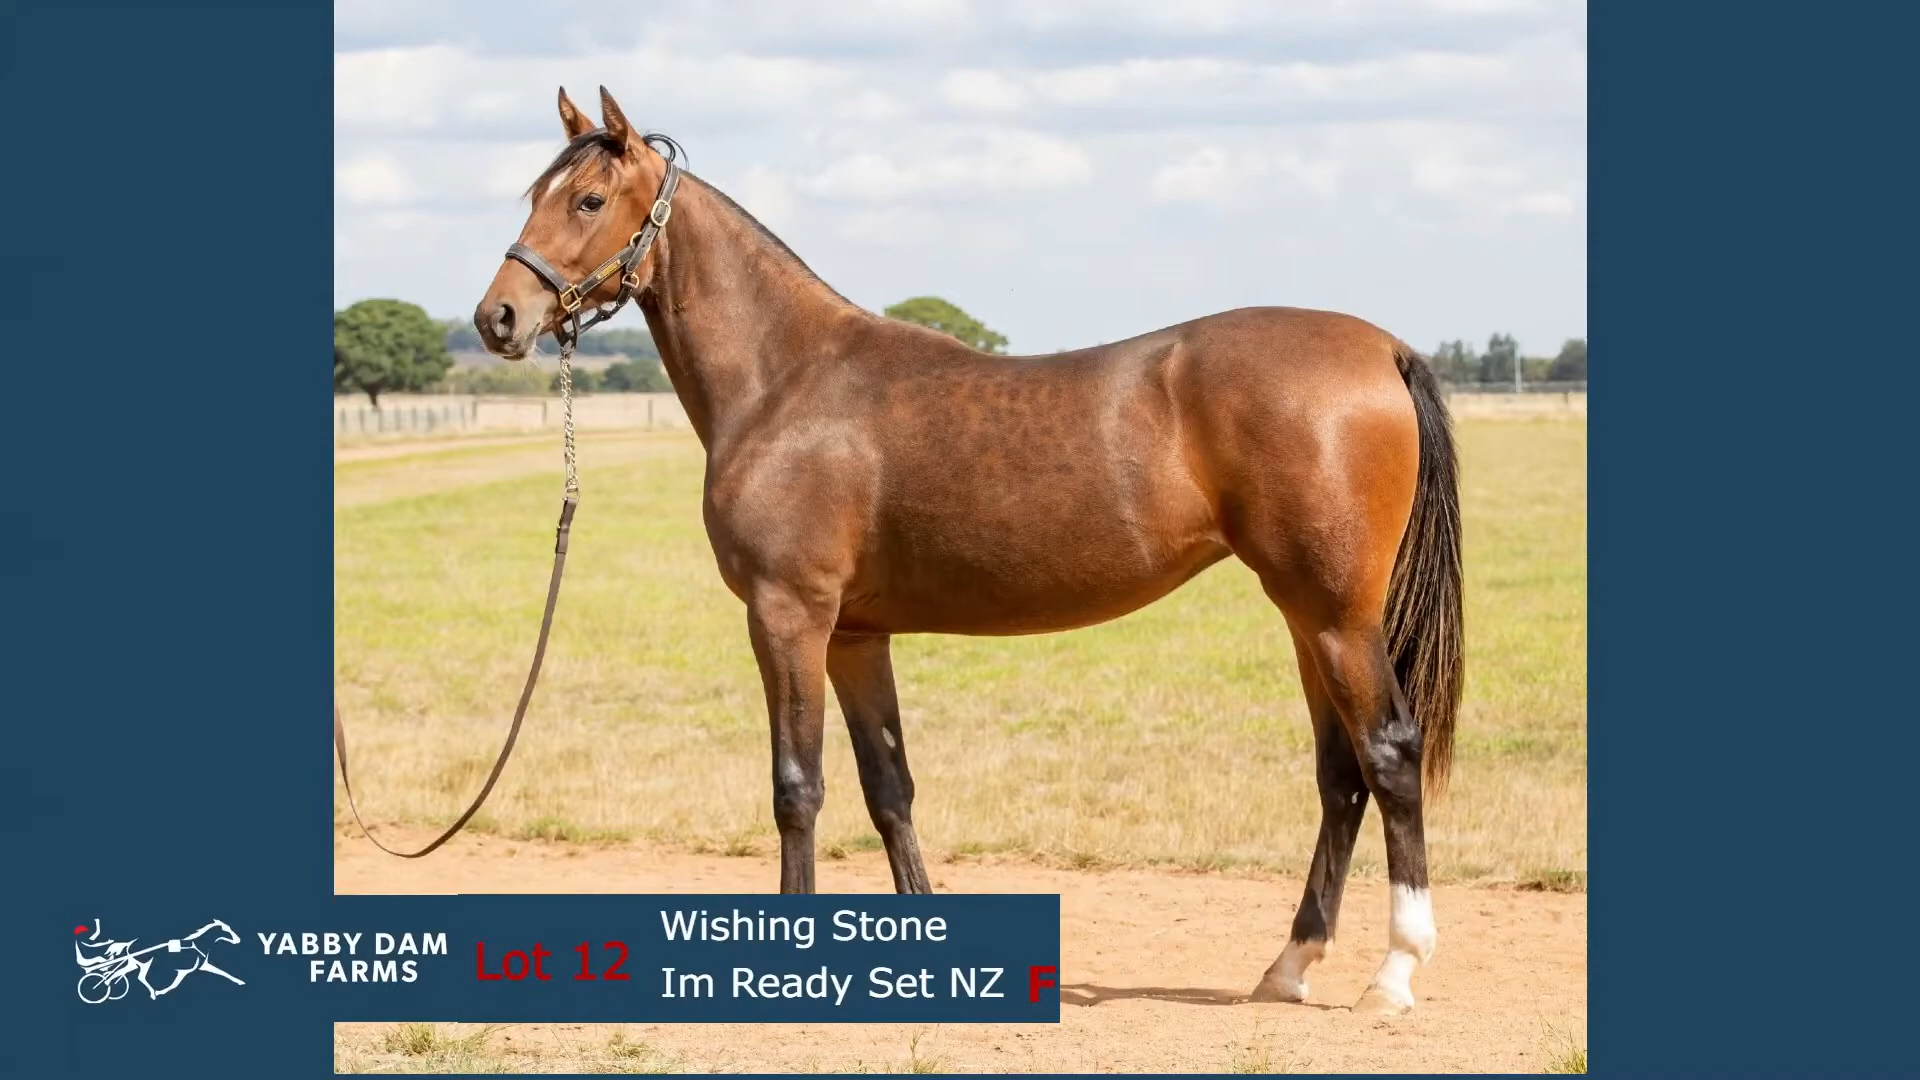 YABBY DAM
FARMS
Lot 12
Wishing Stone
Im Ready Set NZ F